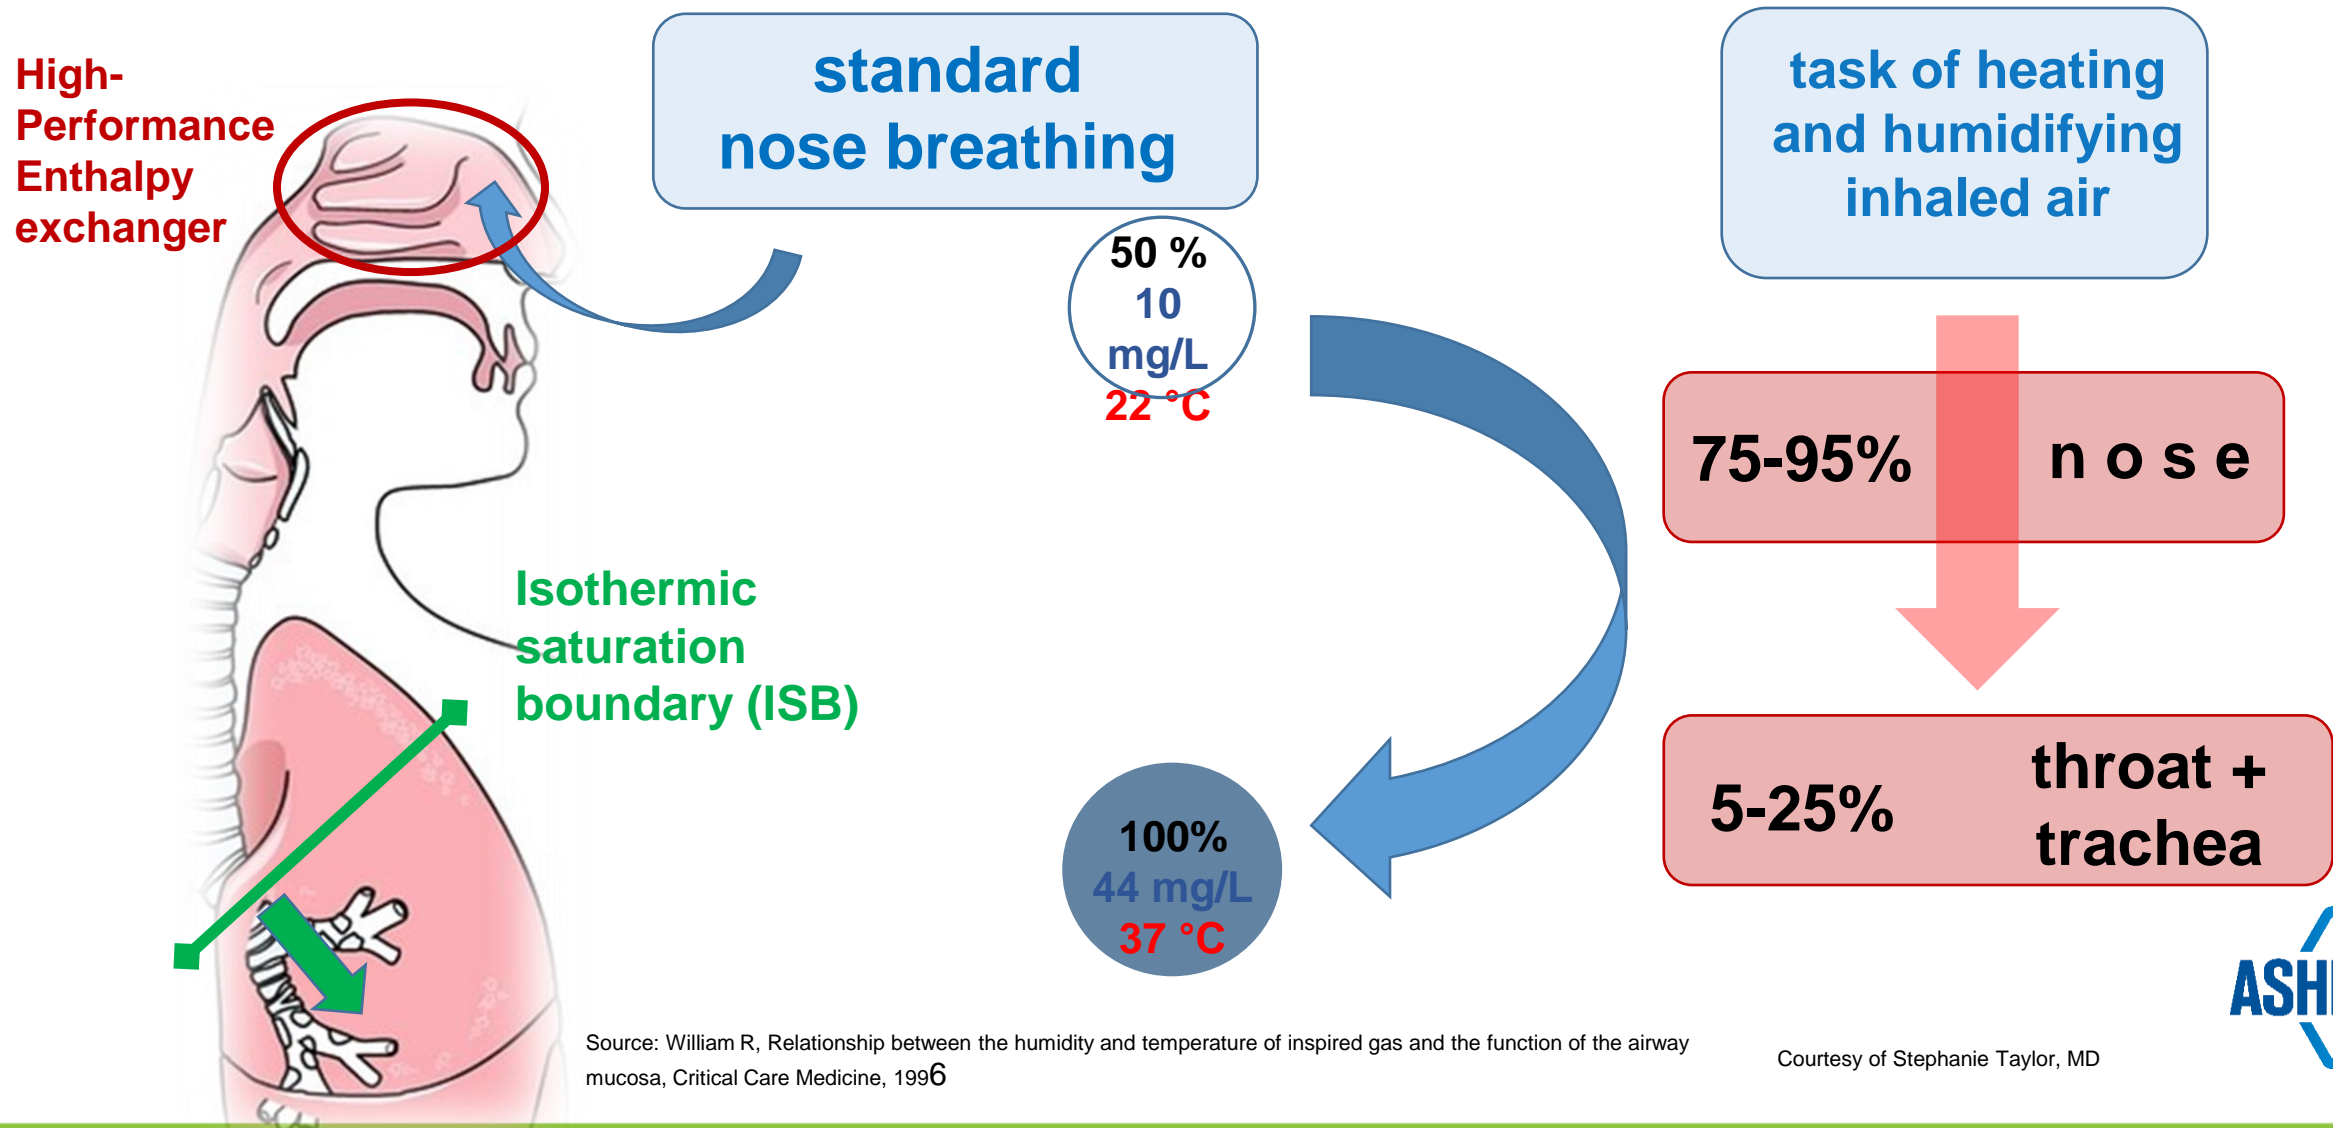 High-
Performance
Enthalpy
exchanger
standard
nose breathing
50 %
10
mg/L
22 °C
Isothermic
saturation
boundary (ISB)
100%
44 mg/L
37 °C
task of heating
and humidifying
inhaled air
75-95% n o s e
5-25% throat +
trachea
Source: William R, Relationship between the humidity and temperature of inspired gas and the function of the airway
mucosa, Critical Care Medicine, 1996
Courtesy of Stephanie Taylor, MD